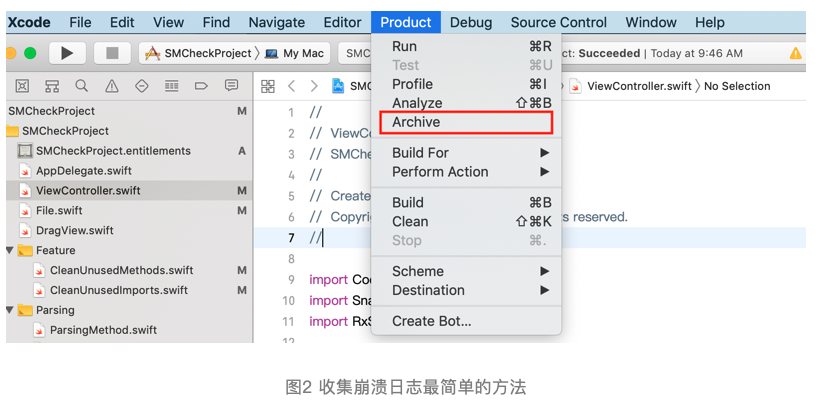 Xcode File Edit View Find Navigate Editor Product Debug Source Control Window Help
SMCheckProject My Mac SM ct: Succeeded | Today at 9:46 AM
SMC ViewController.swift No Selection
Run ⌘R
Test ⌘U
Profile ⌘I
Analyze ⇧⌘B
Archive
Build For
Perform Action
Build ⌘B
Clean ⇧⌘K
Stop ⌘.
Scheme
Destination
Create Bot...
SMCheckProject M
SMCheckProject
SMCheckProject.entitlements A
AppDelegate.swift
ViewController.swift M
File.swift M
DragView.swift
Feature
CleanUnusedMethods.swift M
CleanUnusedImports.swift M
Parsing
ParsingMethod.swift
1 //
2 // ViewCo
3 // SMChe
4 //
5 // Create
6 // Copyrig ts reserved.
7 //
8
9 import Coc
10 import Sna
11 import RxS
12
图2 收集崩溃日志最简单的方法